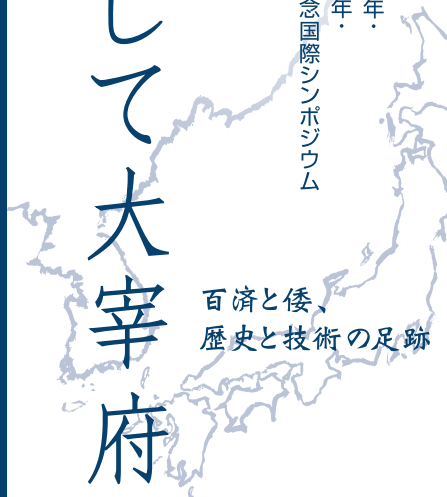 年・
年・
念国際シンポジウム
して大宰府
百済と倭、
歴史と技術の足跡